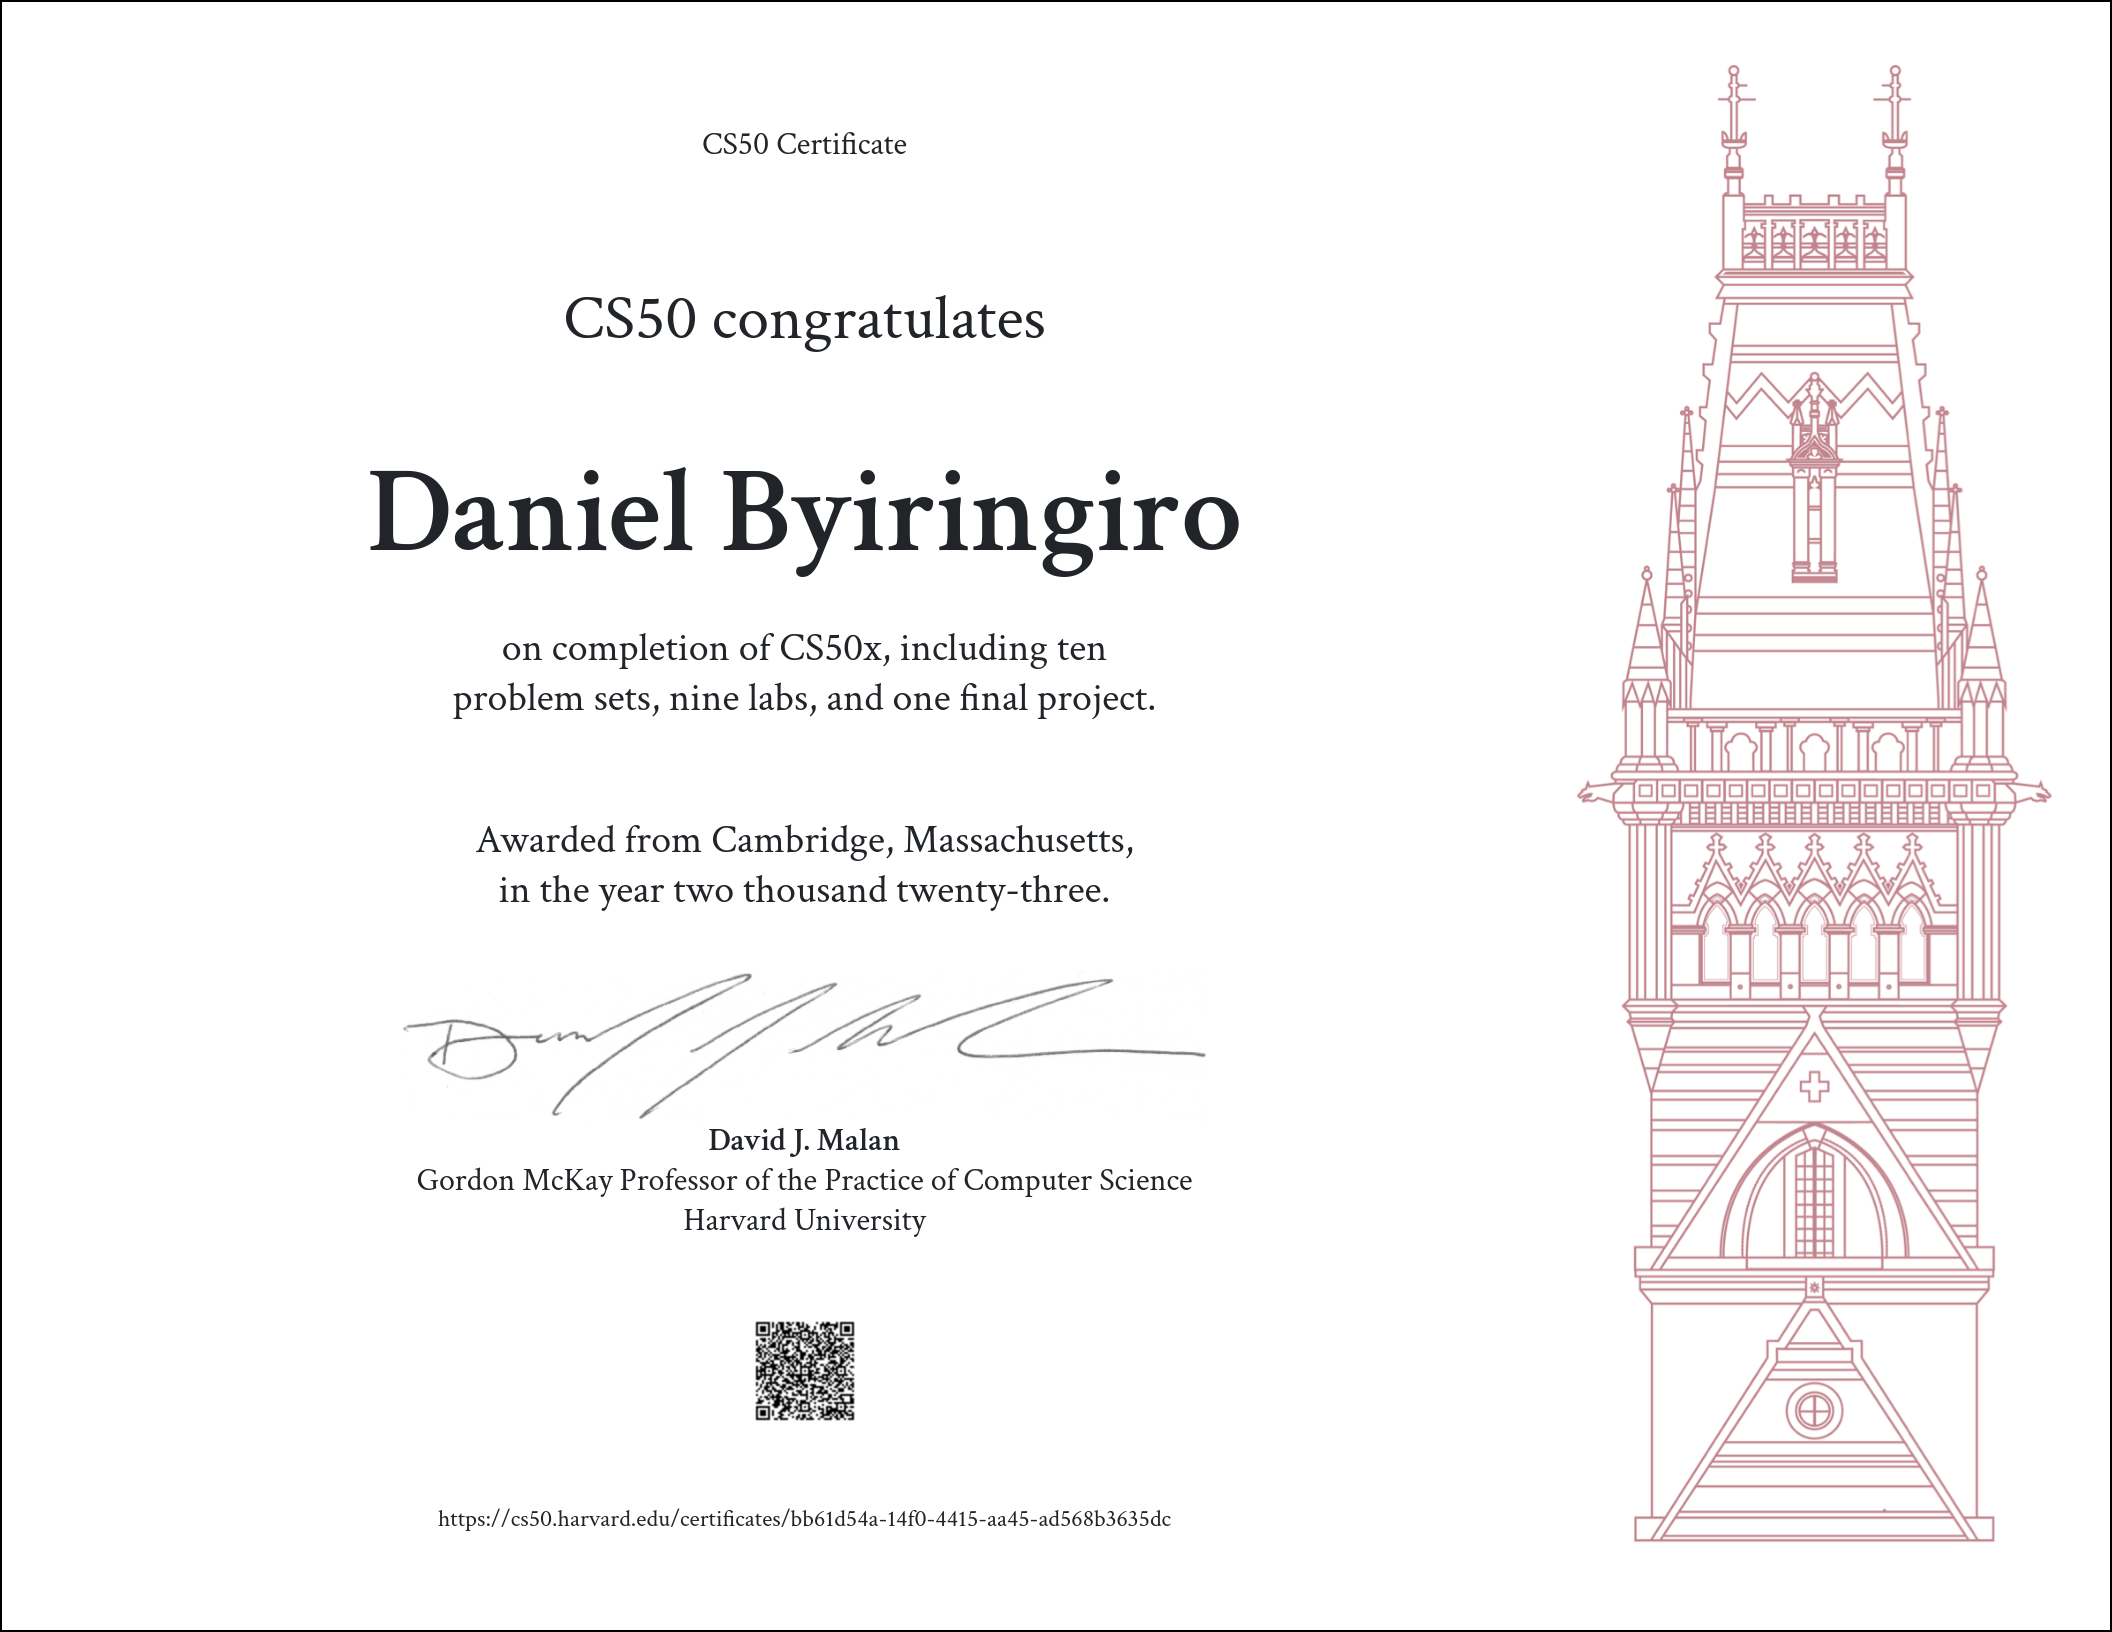 CS50 Certificate
CS50 congratulates
Daniel Byiringiro
on completion of CS50x, including ten
problem sets, nine labs, and one final project.
Awarded from Cambridge, Massachusetts,
in the year two thousand twenty-three.
David J. Malan
Gordon McKay Professor of the Practice of Computer Science
Harvard University
https://cs50.harvard.edu/certificates/bb61d54a-14f0-4415-aa45-ad568b3635dc